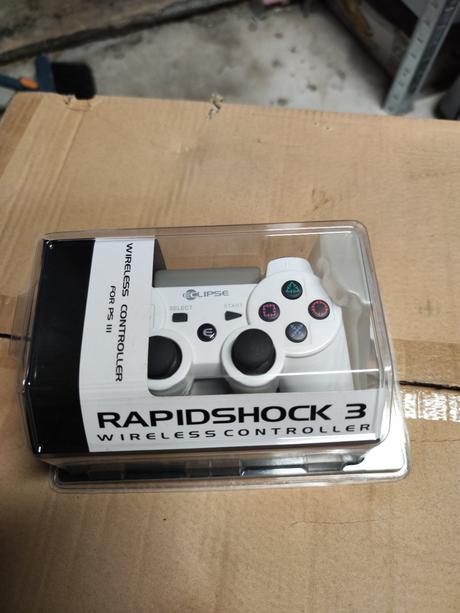 WIRELESS CONTROLLER
FOR PS III
ECLIPSE
SELECT
START
E
RAPIDSHOCK 3
WIRELESS CONTROLLER